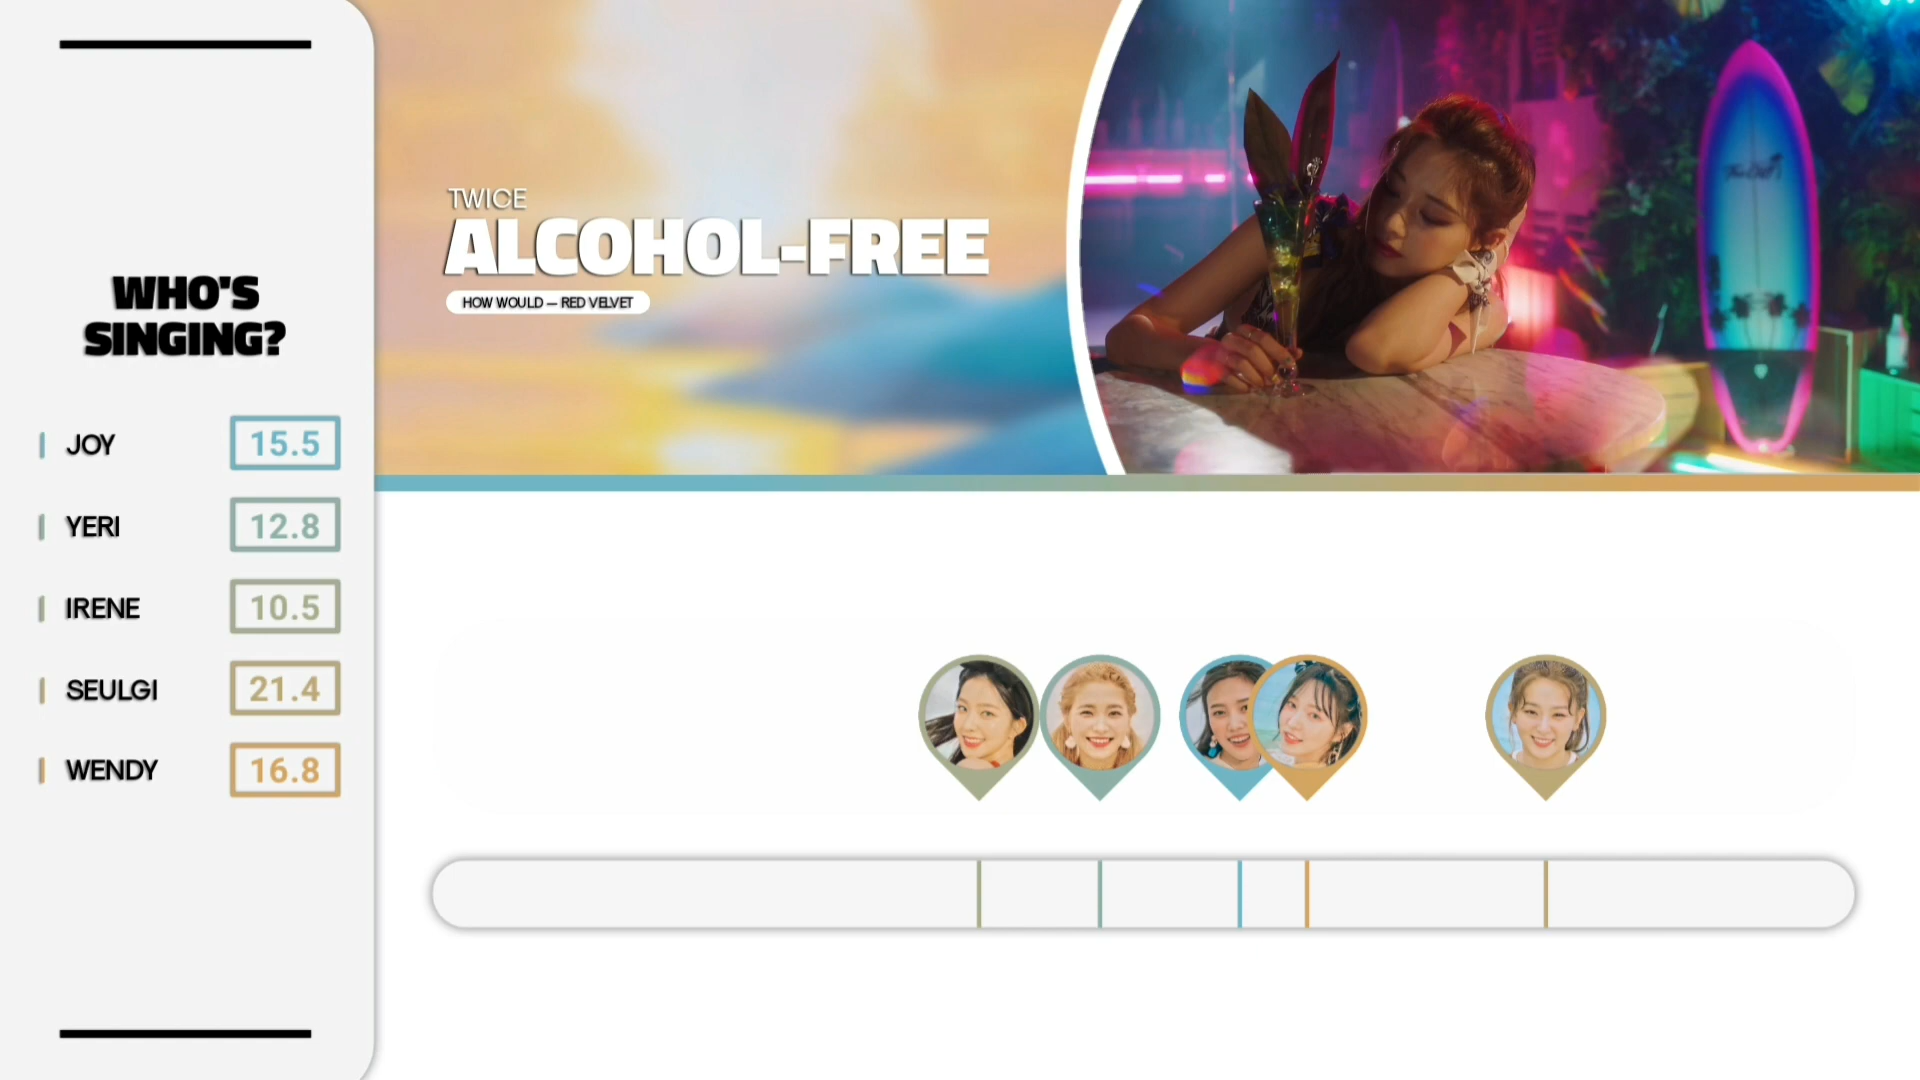 WHO'S
SINGING?
JOY 15.5
YERI 12.8
IRENE 10.5
SEULGI 21.4
WENDY 16.8
TWICE
ALCOHOL-FREE
HOW WOULD — RED VELVET